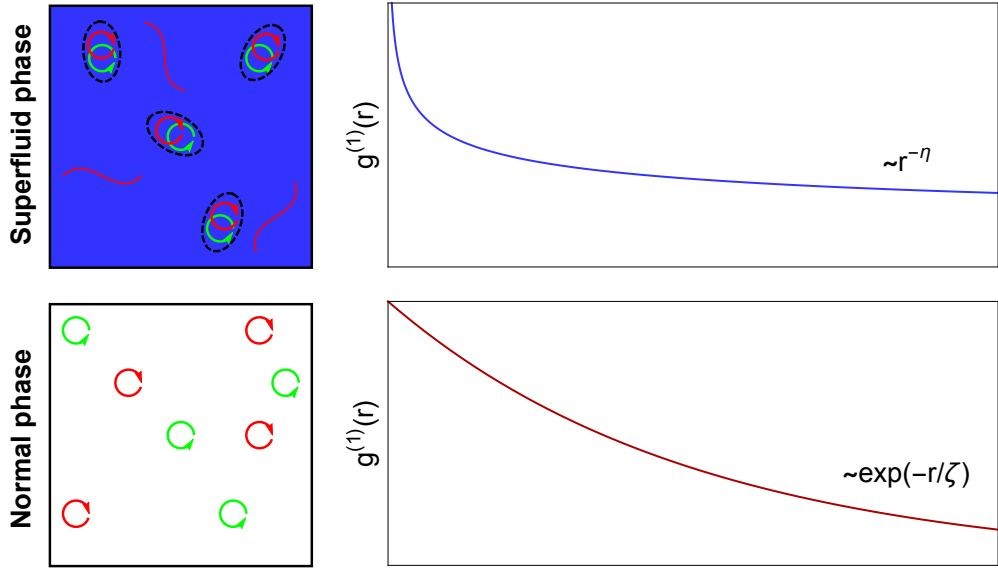 Superfluid phase
g⁽¹⁾(r)
~r⁻η
Normal phase
g⁽¹⁾(r)
~exp(−r/ζ)